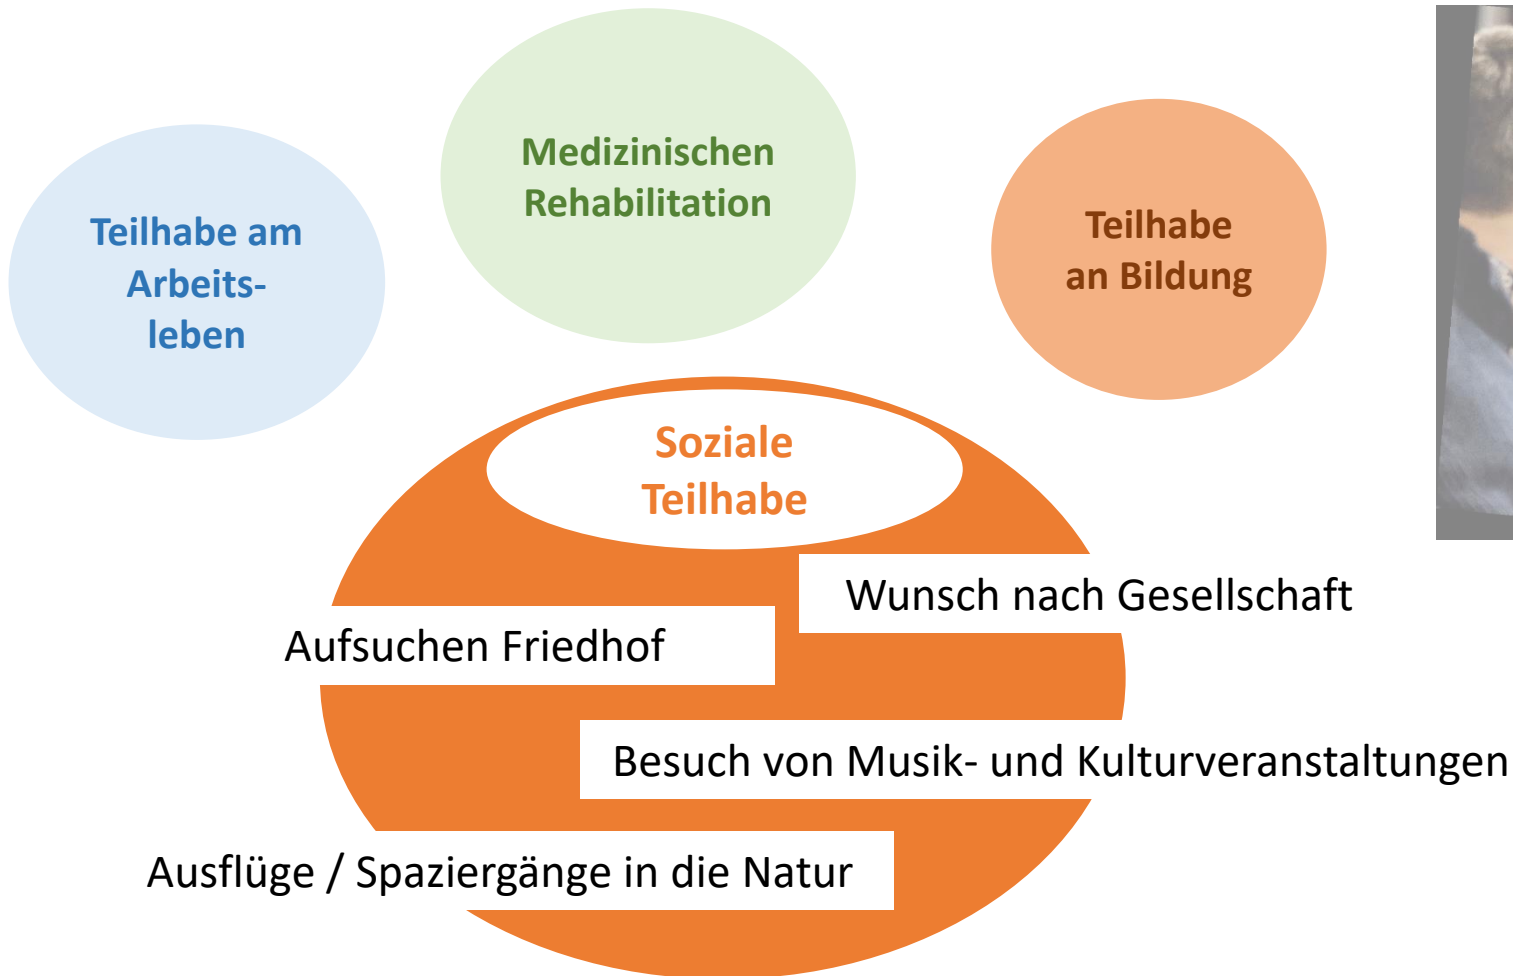 Medizinischen
Rehabilitation
Teilhabe am
Arbeits-
leben
Teilhabe
an Bildung
Soziale
Teilhabe
Wunsch nach Gesellschaft
Aufsuchen Friedhof
Besuch von Musik- und Kulturveranstaltungen
Ausflüge / Spaziergänge in die Natur